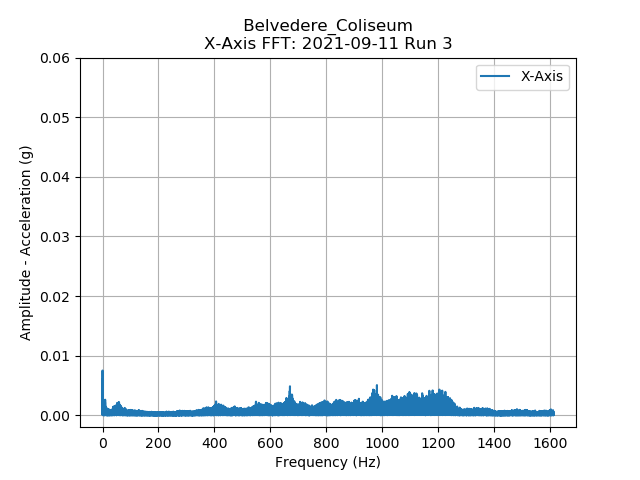 Belvedere_Coliseum
X-Axis FFT: 2021-09-11 Run 3
X-Axis
Amplitude - Acceleration (g)
0.06
0.05
0.04
0.03
0.02
0.01
0.00
0 200 400 600 800 1000 1200 1400 1600
Frequency (Hz)